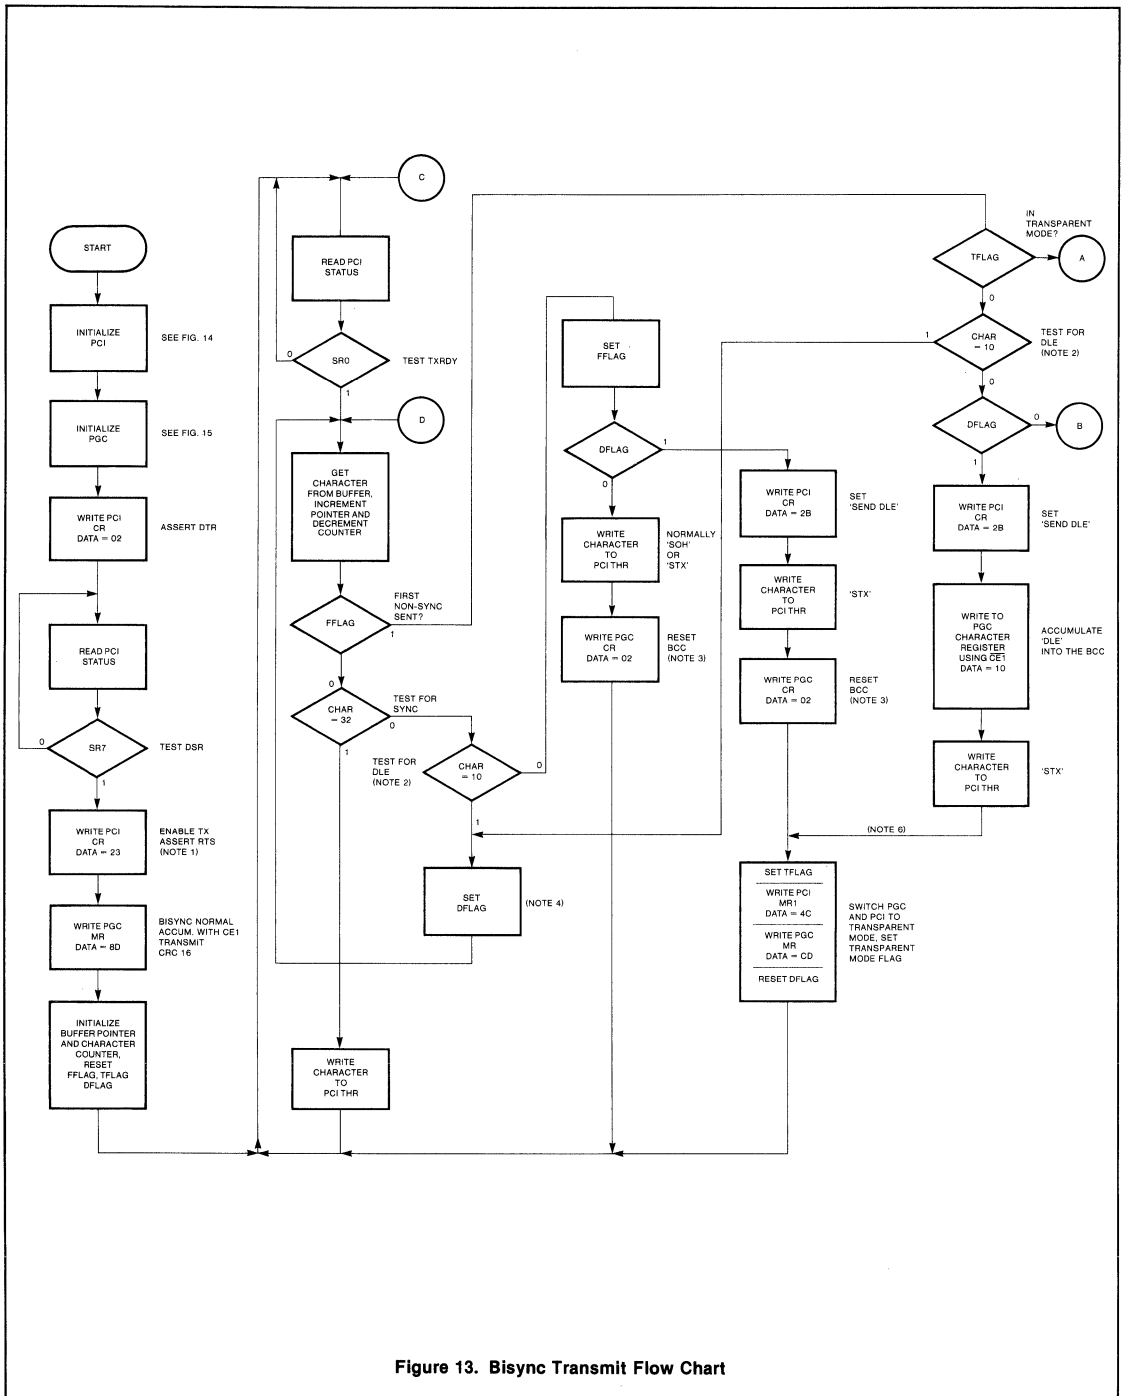 START
INITIALIZE
PCI
SEE FIG. 14
INITIALIZE
PGC
SEE FIG. 15
WRITE PCI
CR
DATA = 02
ASSERT DTR
READ PCI
STATUS
0
SR7
TEST DSR
1
WRITE PCI
CR
DATA = 23
ENABLE TX
ASSERT RTS
(NOTE 1)
WRITE PGC
MR
DATA = 8D
BISYNC NORMAL
ACCUM. WITH CE1
TRANSMIT
CRC 16
INITIALIZE
BUFFER POINTER
AND CHARACTER
COUNTER,
RESET
FFLAG, TFLAG
DFLAG
C
READ PCI
STATUS
0
SR0
TEST TXRDY
1
D
GET
CHARACTER
FROM BUFFER,
INCREMENT
POINTER AND
DECREMENT
COUNTER
FFLAG
FIRST
NON-SYNC
SENT?
1
0
CHAR
= 32
TEST FOR
SYNC
0
1
TEST FOR
DLE
(NOTE 2)
CHAR
= 10
0
1
SET
DFLAG
(NOTE 4)
WRITE
CHARACTER
TO
PCI THR
SET
FFLAG
DFLAG
1
0
WRITE
CHARACTER
TO
PCI THR
NORMALLY
'SOH'
OR
'STX'
WRITE PGC
CR
DATA = 02
RESET
BCC
(NOTE 3)
WRITE PCI
CR
DATA = 2B
SET
'SEND DLE'
WRITE
CHARACTER
TO
PCI THR
'STX'
WRITE PGC
CR
DATA = 02
RESET
BCC
(NOTE 3)
IN
TRANSPARENT
MODE?
TFLAG
A
0
1
CHAR
= 10
TEST FOR
DLE
(NOTE 2)
0
DFLAG
0
B
1
WRITE PCI
CR
DATA = 2B
SET
'SEND DLE'
WRITE TO
PGC
CHARACTER
REGISTER
USING CE1
DATA = 10
ACCUMULATE
'DLE'
INTO THE BCC
WRITE
CHARACTER
TO
PCI THR
'STX'
(NOTE 6)
SET TFLAG
WRITE PCI
MR1
DATA = 4C
WRITE PGC
MR
DATA = CD
RESET DFLAG
SWITCH PGC
AND PCI TO
TRANSPARENT
MODE, SET
TRANSPARENT
MODE FLAG
Figure 13. Bisync Transmit Flow Chart